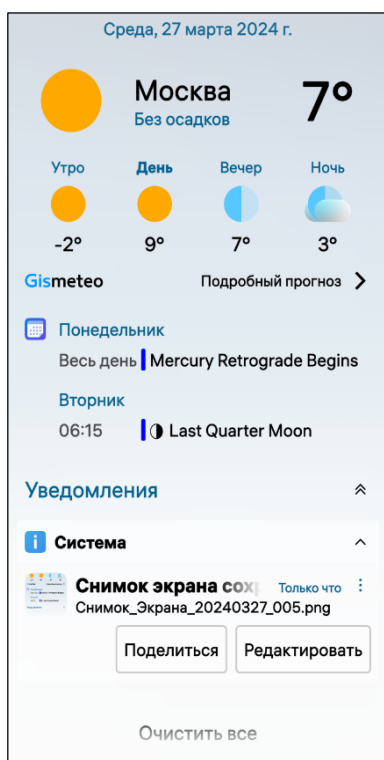 Среда, 27 марта 2024 г.
Москва
7°
Без осадков
Утро День Вечер Ночь
-2° 9° 7° 3°
Gismeteo Подробный прогноз
Понедельник
Весь день Mercury Retrograde Begins
Вторник
06:15 Last Quarter Moon
Уведомления
Система
Снимок экрана сох Только что
Снимок_Экрана_20240327_005.png
Поделиться Редактировать
Очистить все